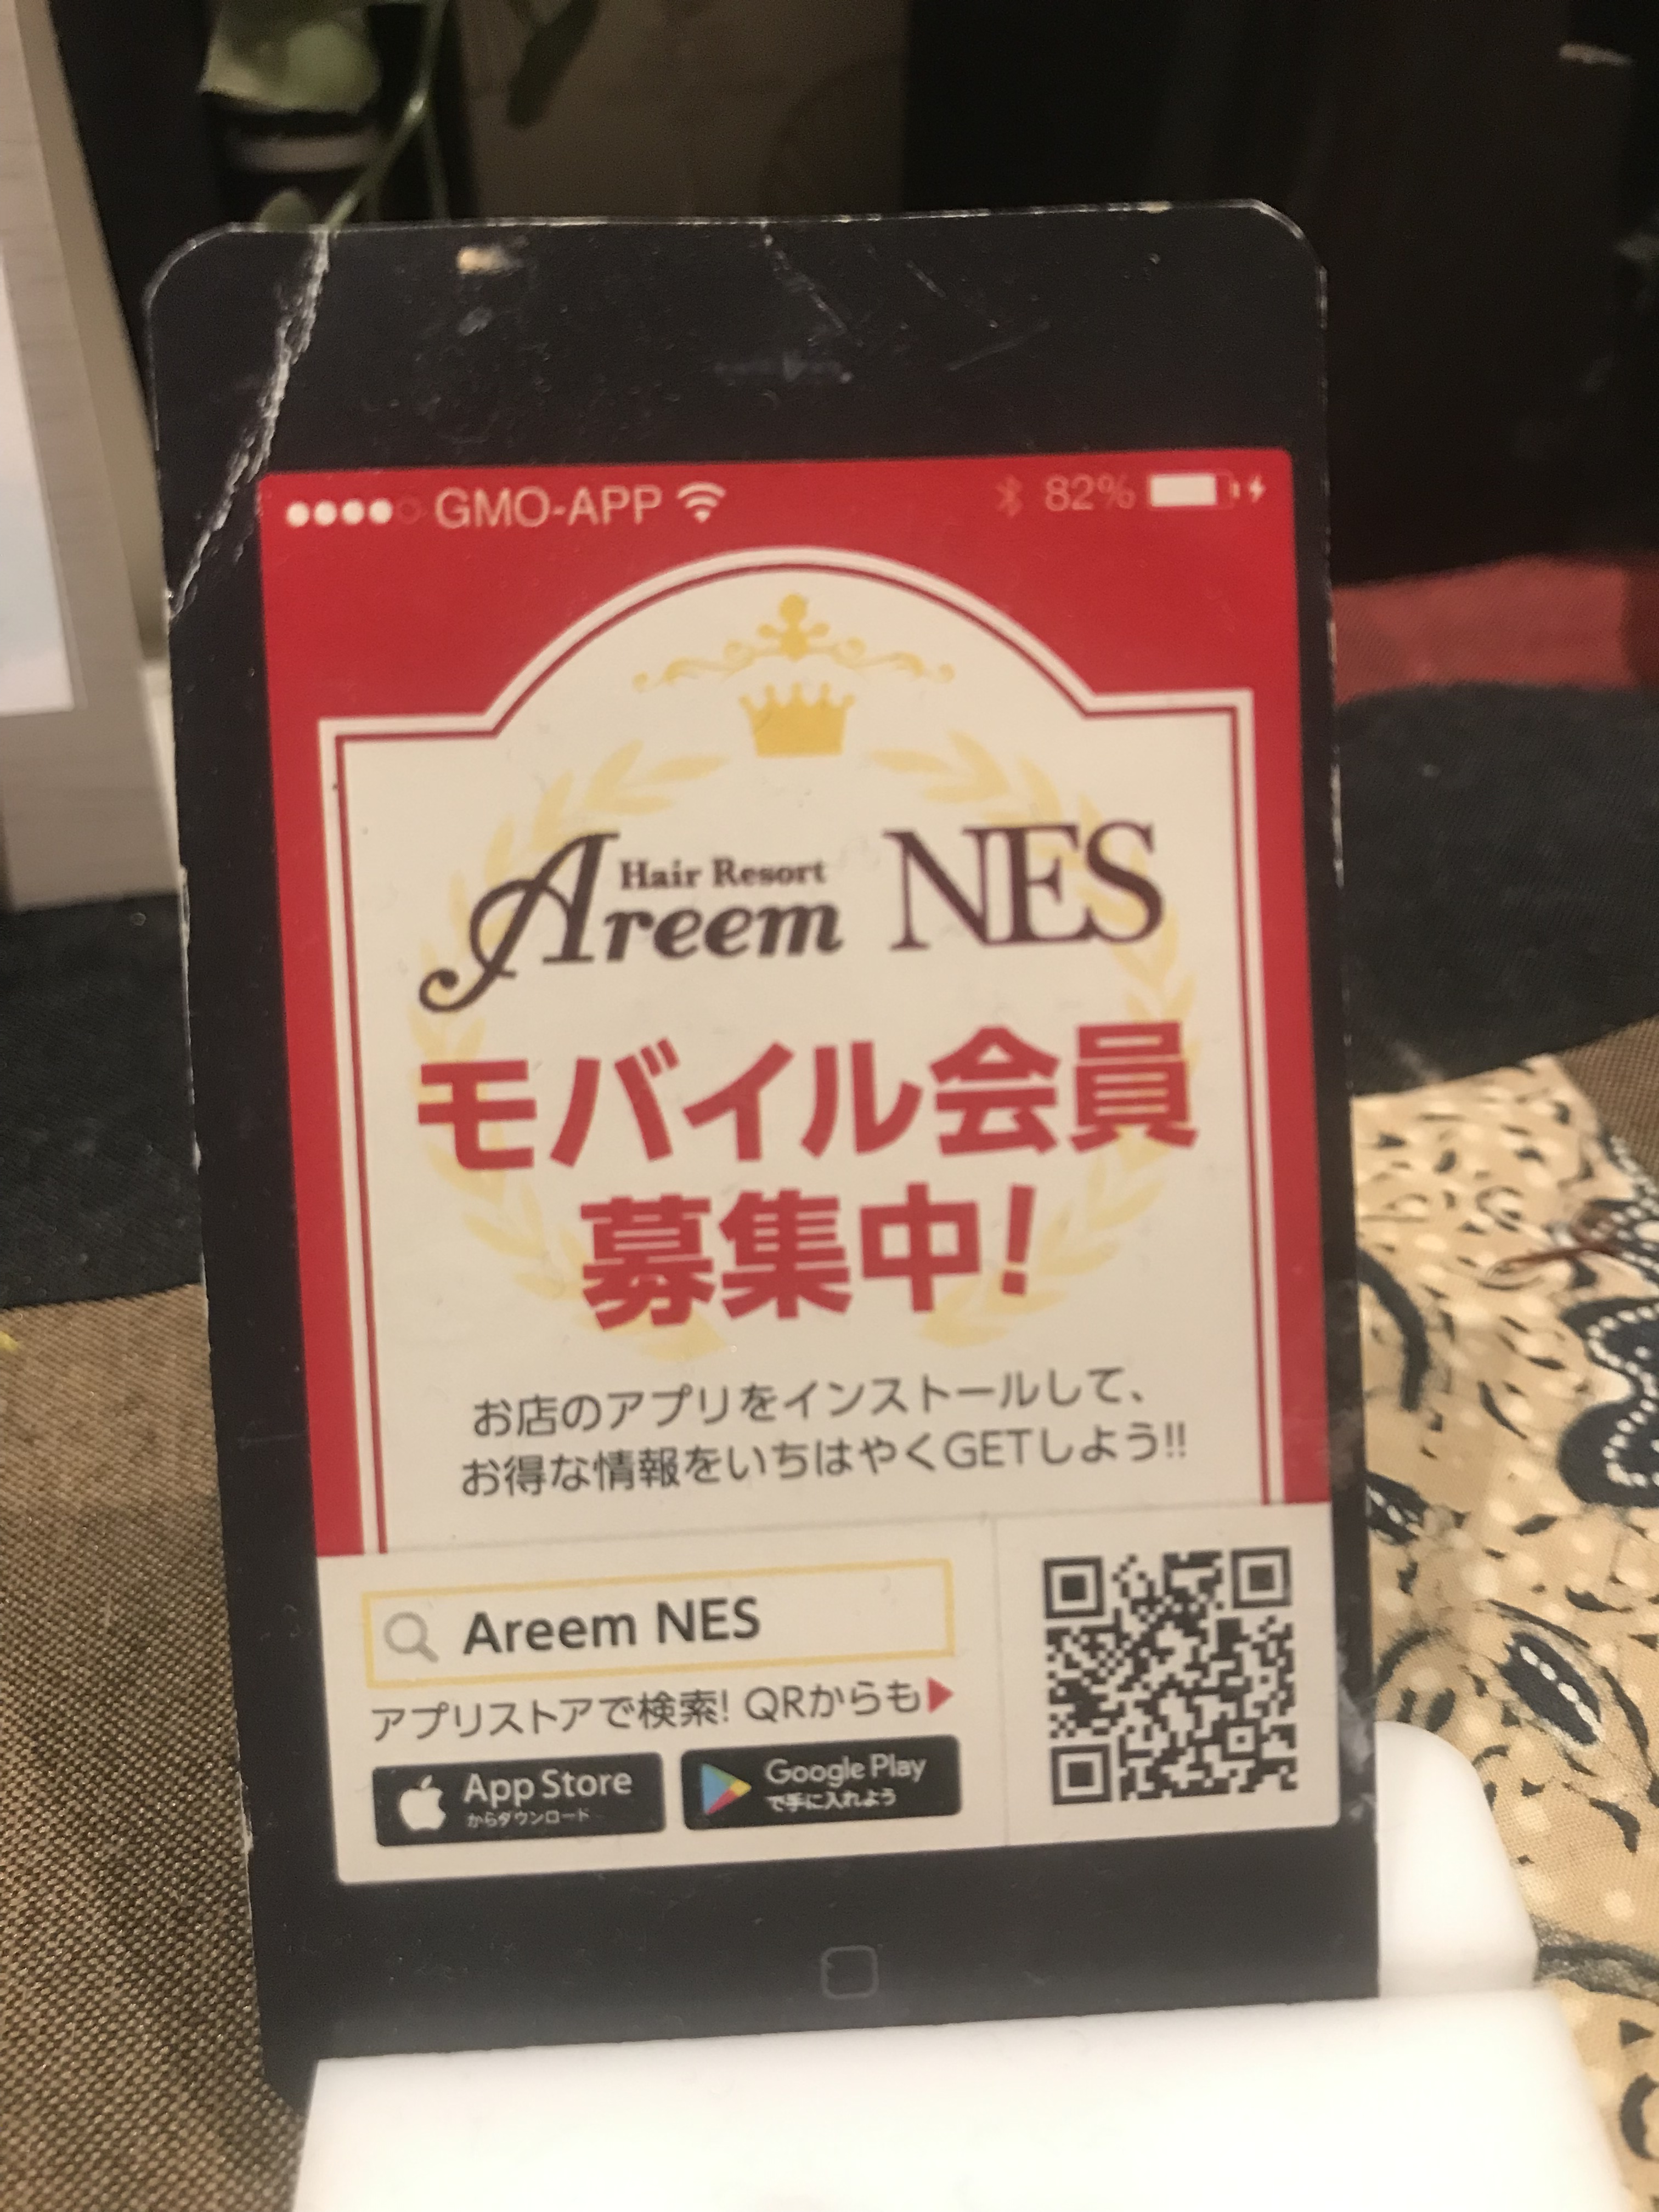 GMO-APP 82%
Hair Resort
Areem NES
モバイル会員
募集中!
お店のアプリをインストールして、
お得な情報をいちはやくGETしよう!!
Areem NES
アプリストアで検索! QRからも
App Store
からダウンロード
Google Play
で手に入れよう